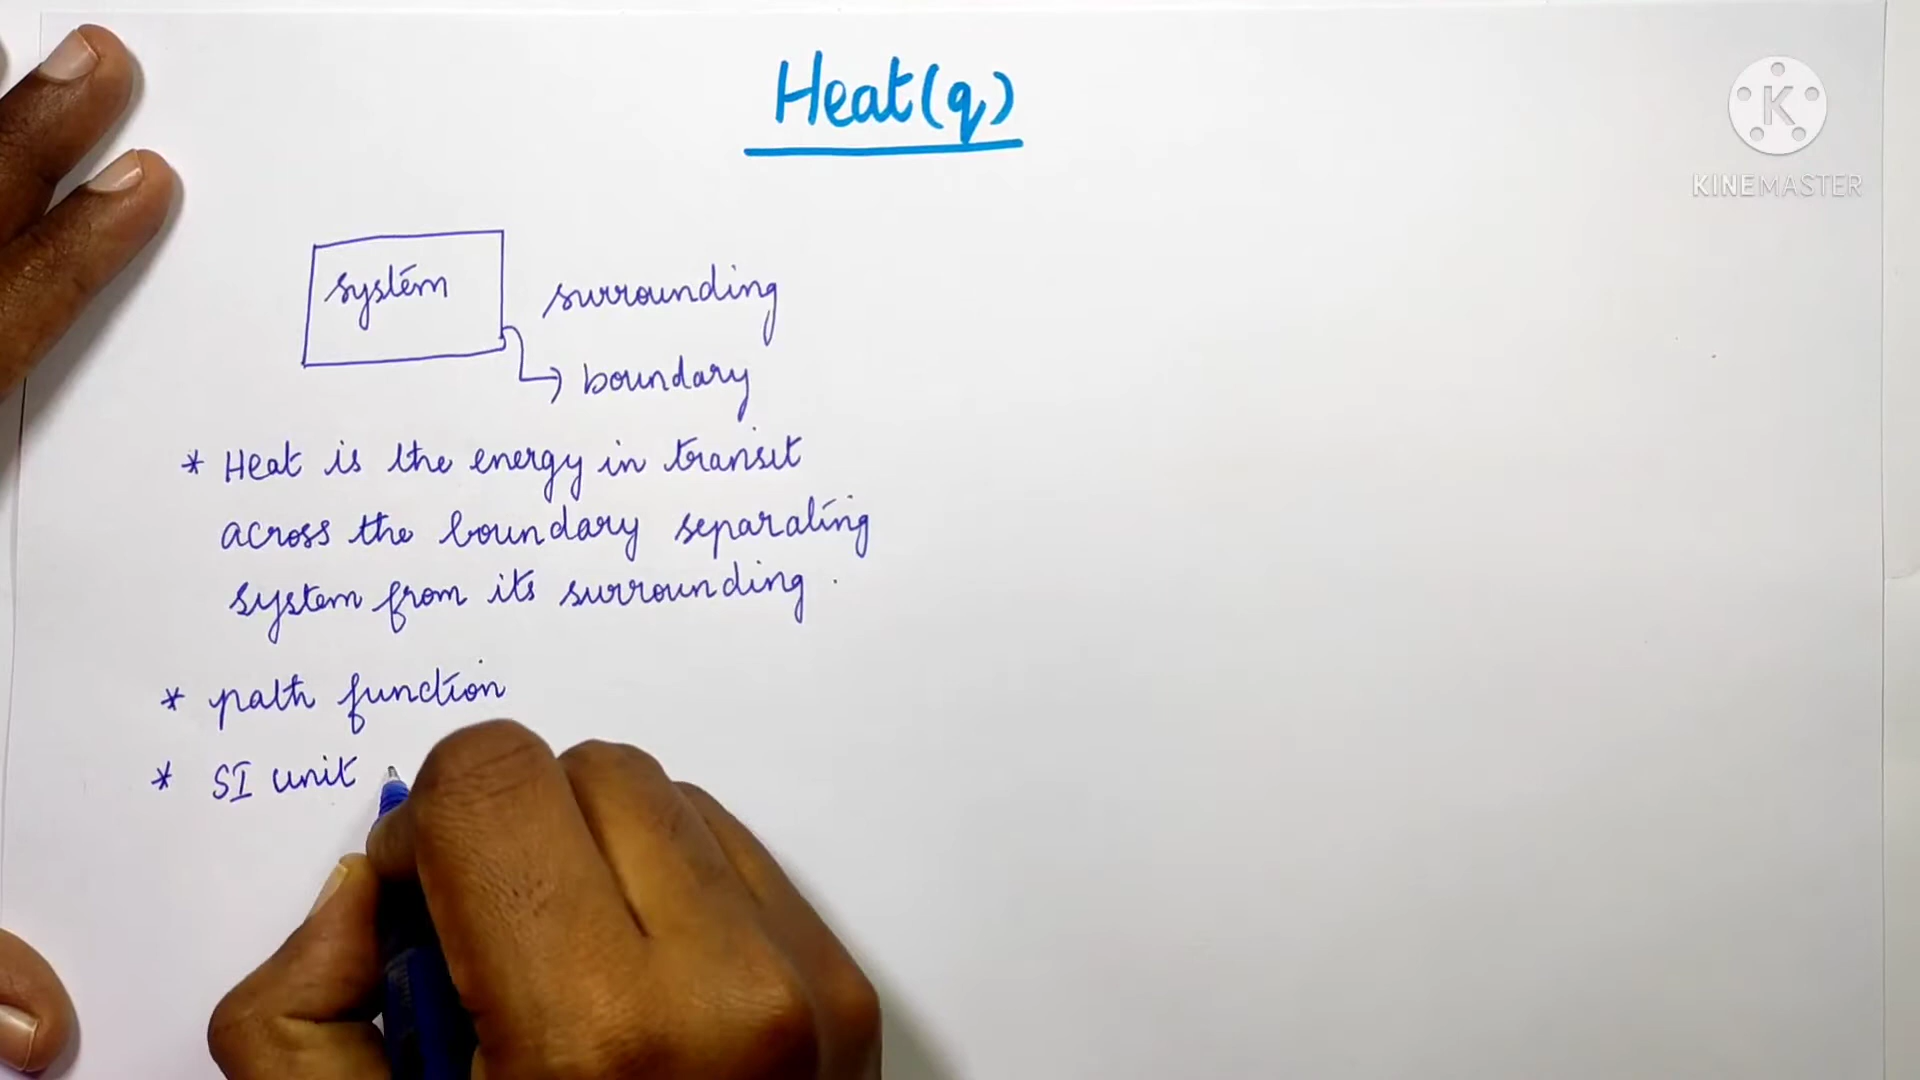 Heat(q)
KINEMASTER
system
surrounding
boundary
* Heat is the energy in transit
across the boundary separating
system from its surrounding.
* path function
* SI unit